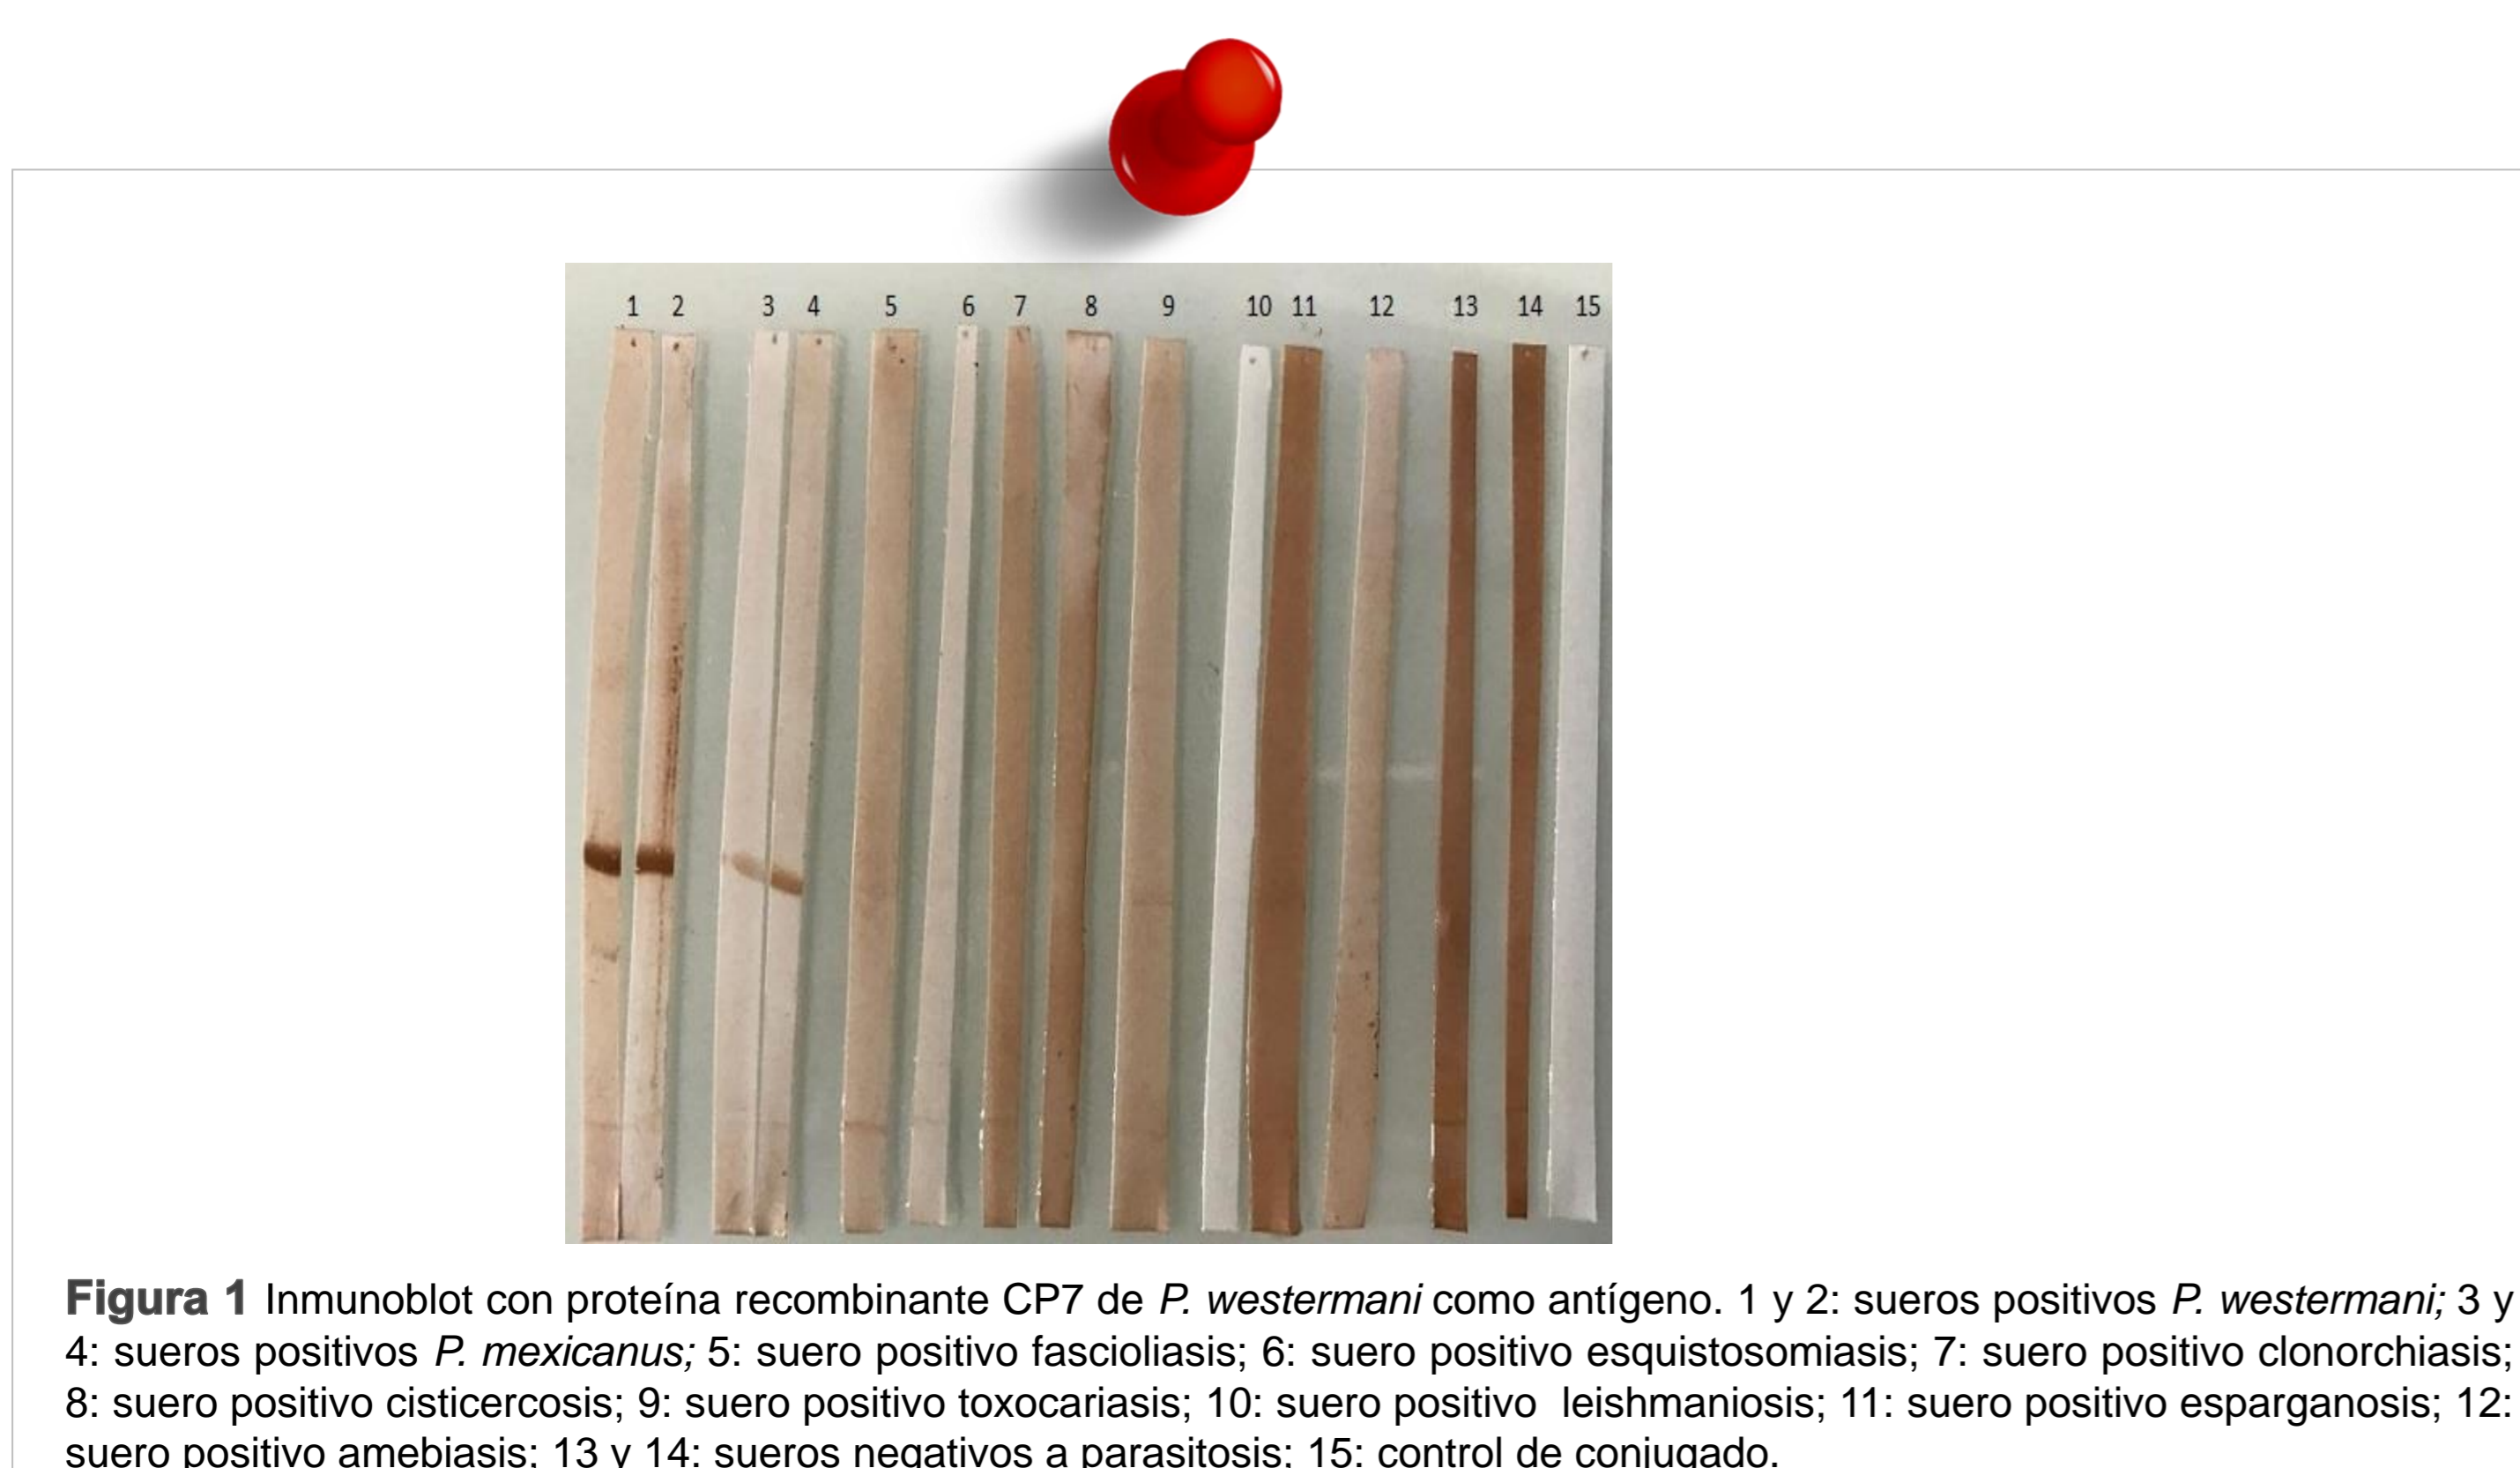 1 2 3 4 5 6 7 8 9 10 11 12 13 14 15
Figura 1 Inmunoblot con proteína recombinante CP7 de P. westermani como antígeno. 1 y 2: sueros positivos P. westermani; 3 y
4: sueros positivos P. mexicanus; 5: suero positivo fascioliasis; 6: suero positivo esquistosomiasis; 7: suero positivo clonorchiasis;
8: suero positivo cisticercosis; 9: suero positivo toxocariasis; 10: suero positivo  leishmaniosis; 11: suero positivo esparganosis; 12:
suero positivo amebiasis; 13 y 14: sueros negativos a parasitosis; 15: control de conjugado.